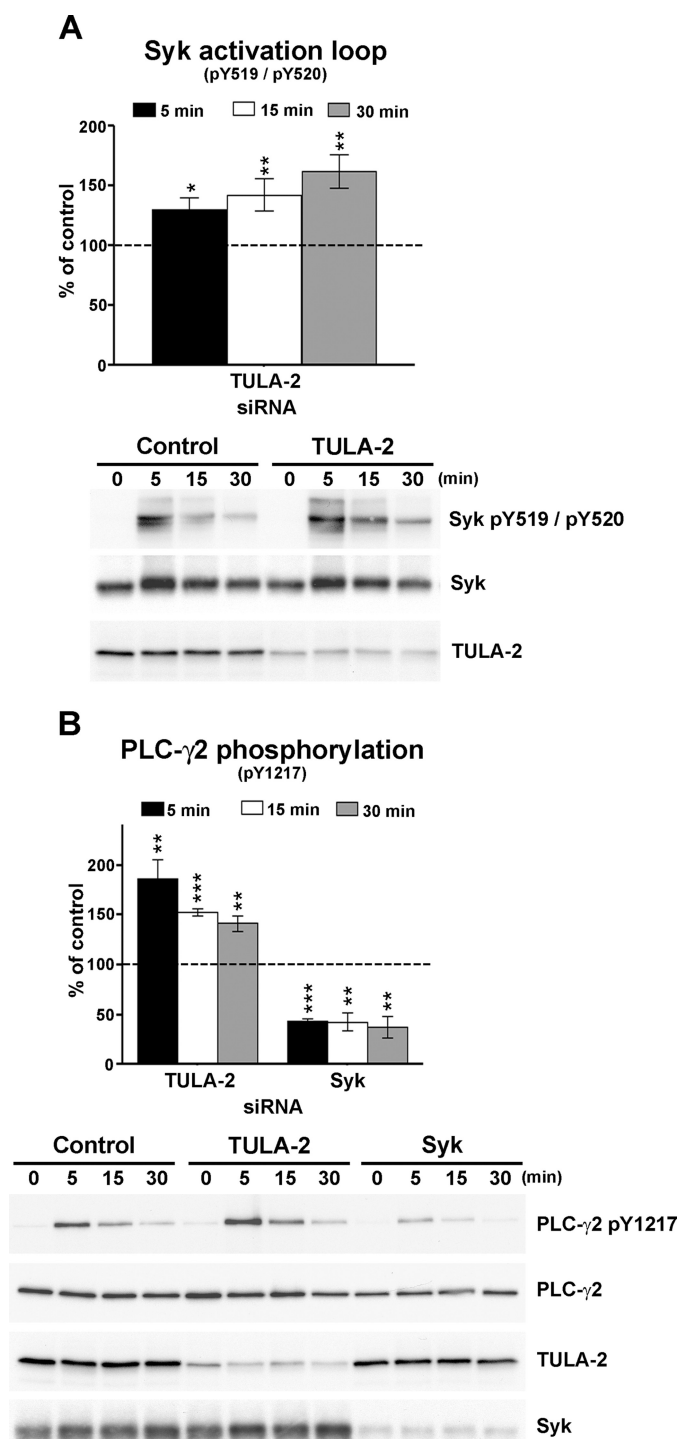 A
Syk activation loop
(pY519 / pY520)
5 min 15 min 30 min
200
150
100
50
0
% of control
* ** **
TULA-2
siRNA
Control TULA-2
0 5 15 30 0 5 15 30 (min)
Syk pY519 / pY520
Syk
TULA-2
B
PLC-γ2 phosphorylation
(pY1217)
5 min 15 min 30 min
200
150
100
50
0
% of control
** *** ** *** ** **
TULA-2 Syk
siRNA
Control TULA-2 Syk
0 5 15 30 0 5 15 30 0 5 15 30 (min)
PLC-γ2 pY1217
PLC-γ2
TULA-2
Syk